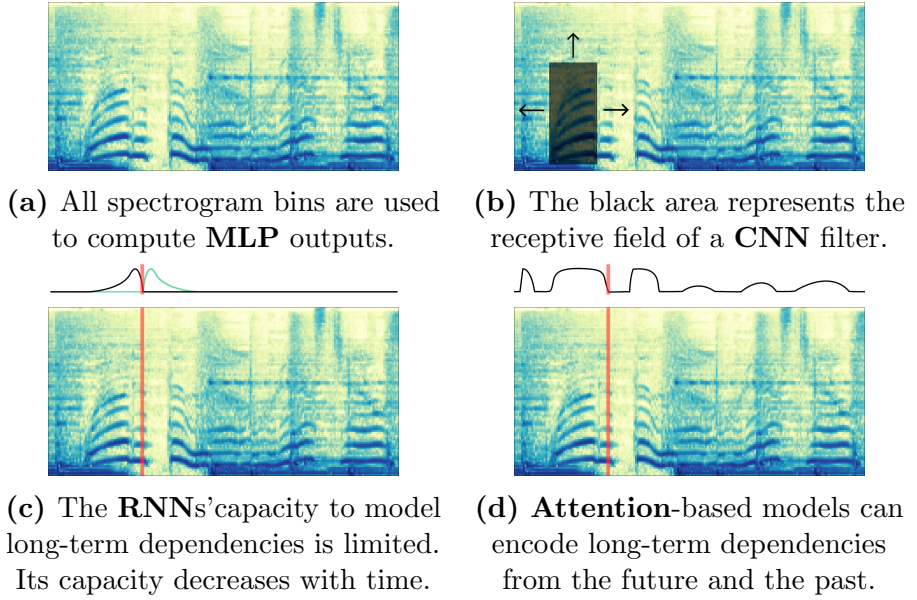 (a) All spectrogram bins are used
to compute MLP outputs.
(b) The black area represents the
receptive field of a CNN filter.
(c) The RNNs'capacity to model
long-term dependencies is limited.
Its capacity decreases with time.
(d) Attention-based models can
encode long-term dependencies
from the future and the past.